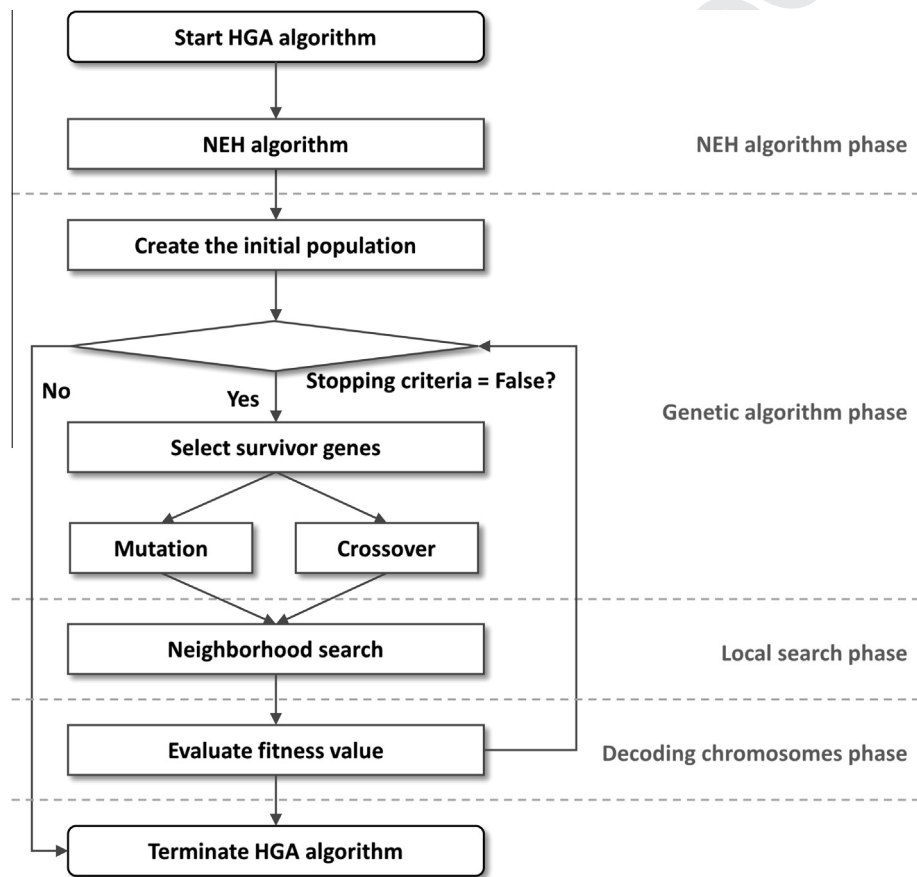 Start HGA algorithm
NEH algorithm
NEH algorithm phase
Create the initial population
Stopping criteria = False?
No
Yes
Genetic algorithm phase
Select survivor genes
Mutation
Crossover
Neighborhood search
Local search phase
Evaluate fitness value
Decoding chromosomes phase
Terminate HGA algorithm